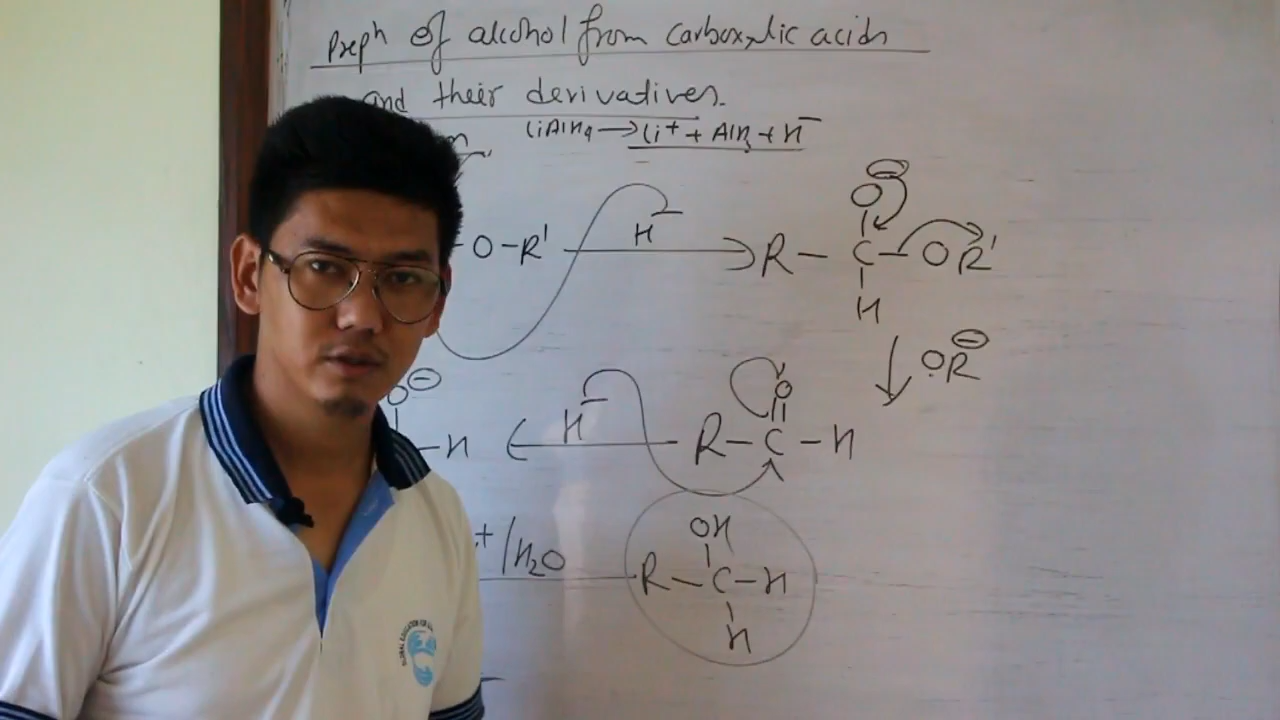 Prepⁿ of alcohol from carboxylic acids
and their derivatives.
LiAlH₄ → Li⁺ + AlH₃ + H⁻
O
- O - R' H⁻ R - C - OR'
H
O⁻ O OR⁻
- H H⁻ R - C - H
OH
⁺/H₂O R - C - H
H